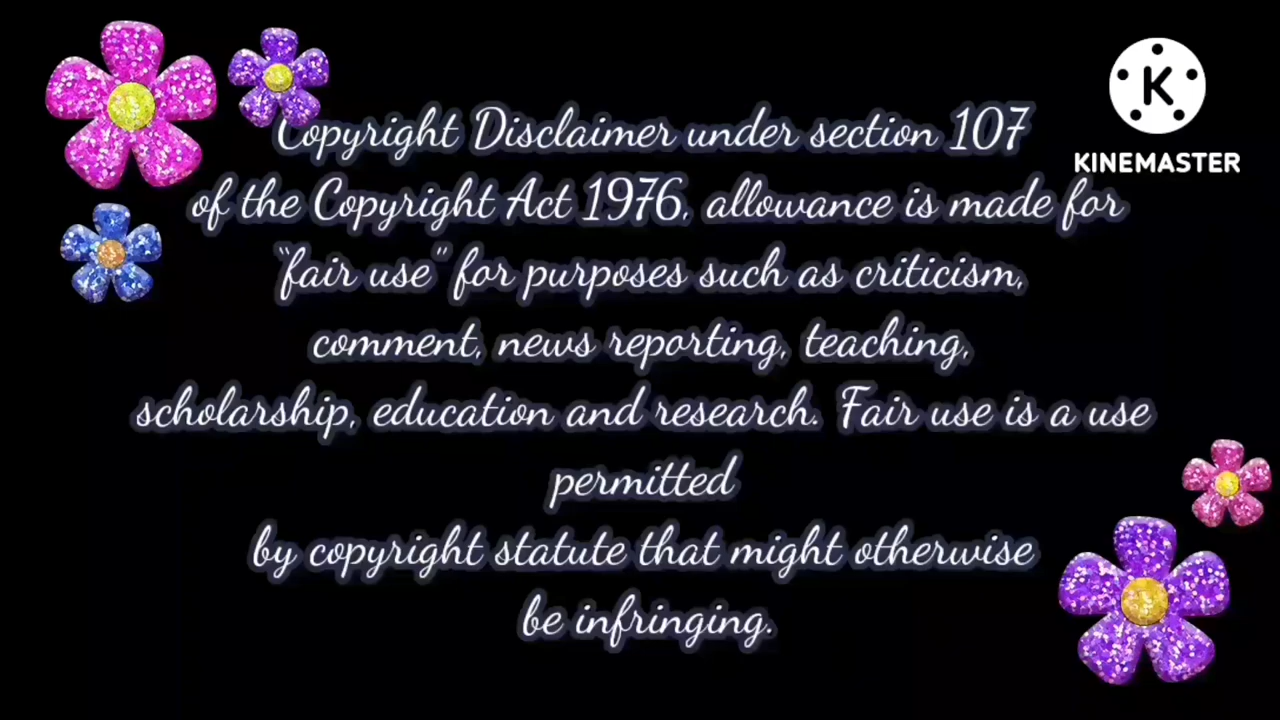 Copyright Disclaimer under section 107
of the Copyright Act 1976, allowance is made for
“fair use” for purposes such as criticism,
comment, news reporting, teaching,
scholarship, education and research. Fair use is a use
permitted
by copyright statute that might otherwise
be infringing.
K
KINEMASTER